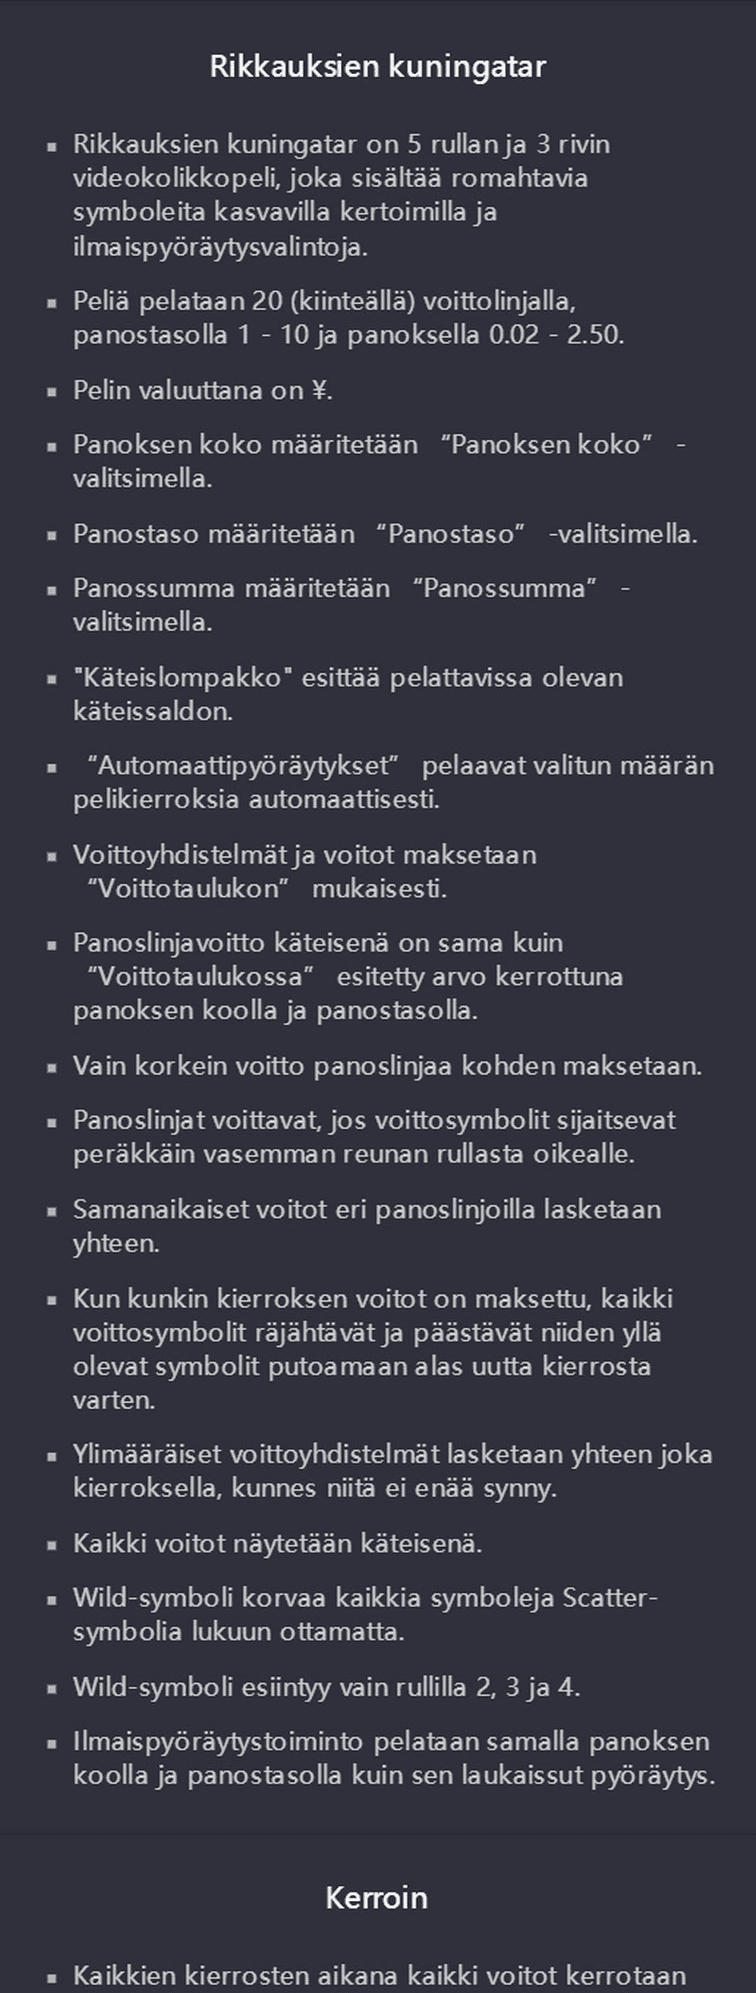 Rikkauksien kuningatar
▪ Rikkauksien kuningatar on 5 rullan ja 3 rivin
videokolikkopeli, joka sisältää romahtavia
symboleita kasvavilla kertoimilla ja
ilmaispyöräytysvalintoja.
▪ Peliä pelataan 20 (kiinteällä) voittolinjalla,
panostasolla 1 - 10 ja panoksella 0.02 - 2.50.
▪ Pelin valuuttana on ¥.
▪ Panoksen koko määritetään “Panoksen koko” -
valitsimella.
▪ Panostaso määritetään “Panostaso” -valitsimella.
▪ Panossumma määritetään “Panossumma” -
valitsimella.
▪ "Käteislompakko" esittää pelattavissa olevan
käteissaldon.
▪ “Automaattipyöräytykset” pelaavat valitun määrän
pelikierroksia automaattisesti.
▪ Voittoyhdistelmät ja voitot maksetaan
“Voittotaulukon” mukaisesti.
▪ Panoslinjavoitto käteisenä on sama kuin
“Voittotaulukossa” esitetty arvo kerrottuna
panoksen koolla ja panostasolla.
▪ Vain korkein voitto panoslinjaa kohden maksetaan.
▪ Panoslinjat voittavat, jos voittosymbolit sijaitsevat
peräkkäin vasemman reunan rullasta oikealle.
▪ Samanaikaiset voitot eri panoslinjoilla lasketaan
yhteen.
▪ Kun kunkin kierroksen voitot on maksettu, kaikki
voittosymbolit räjähtävät ja päästävät niiden yllä
olevat symbolit putoamaan alas uutta kierrosta
varten.
▪ Ylimääräiset voittoyhdistelmät lasketaan yhteen joka
kierroksella, kunnes niitä ei enää synny.
▪ Kaikki voitot näytetään käteisenä.
▪ Wild-symboli korvaa kaikkia symboleja Scatter-
symbolia lukuun ottamatta.
▪ Wild-symboli esiintyy vain rullilla 2, 3 ja 4.
▪ Ilmaispyöräytystoiminto pelataan samalla panoksen
koolla ja panostasolla kuin sen laukaissut pyöräytys.
Kerroin
▪ Kaikkien kierrosten aikana kaikki voitot kerrotaan